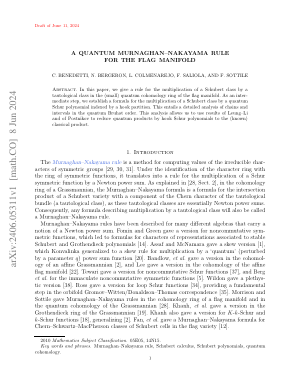 Draft of June 12, 2024
A QUANTUM MURNAGHAN–NAKAYAMA RULE
FOR THE FLAG MANIFOLD
C. BENEDETTI, N. BERGERON, L. COLMENAREJO, F. SALIOLA, AND F. SOTTILE
Abstract. In this paper, we give a rule for the multiplication of a Schubert class by a
tautological class in the (small) quantum cohomology ring of the flag manifold. As an inter-
mediate step, we establish a formula for the multiplication of a Schubert class by a quantum
Schur polynomial indexed by a hook partition. This entails a detailed analysis of chains and
intervals in the quantum Bruhat order. This analysis allows us to use results of Leung–Li
and of Postnikov to reduce quantum products by hook Schur polynomials to the (known)
classical product.
1. Introduction
The Murnaghan–Nakayama rule is a method for computing values of the irreducible char-
acters of symmetric groups [29, 30, 31]. Under the identification of the character ring with
the ring of symmetric functions, it translates into a rule for the multiplication of a Schur
symmetric function by a Newton power sum. As explained in [28, Sect. 2], in the cohomology
ring of a Grassmannian, the Murnaghan–Nakayama formula is a formula for the intersection
product of a Schubert variety with a component of the Chern character of the tautological
bundle (a tautological class), as these tautological classes are essentially Newton power sums.
Consequently, any formula describing multiplication by a tautological class will also be called
a Murnaghan–Nakayama rule.
Murnaghan–Nakayama rules have been described for many different algebras that carry a
notion of a Newton power sum. Fomin and Green gave a version for noncommutative sym-
metric functions, which led to formulas for characters of representations associated to stable
Schubert and Grothendieck polynomials [14]. Assaf and McNamara gave a skew version [1],
which Konvalinka generalized to a skew rule for multiplication by a 'quantum' (perturbed
by a parameter q) power sum function [20]. Bandlow, et al. gave a version in the cohomol-
ogy of an affine Grassmannian [2], and Lee gave a version in the cohomology of the affine
flag manifold [22]. Tewari gave a version for noncommutative Schur functions [37], and Berg
et al. for the immaculate noncommutative symmetric functions [5]. Wildon gave a plethys-
tic version [38]. Ross gave a version for loop Schur functions [34], providing a fundamental
step in the orbifold Gromov–Witten/Donaldson–Thomas correspondence [35]. Morrison and
Sottile gave Murnaghan–Nakayama rules in the cohomology ring of a flag manifold and in
the quantum cohomology of the Grassmannian [28]. Khanh, et al. gave a version in the
Grothendieck ring of the Grassmannian [19]. Khanh also gave a version for K-k-Schur and
k-Schur functions [18], generalizing [2]. Fan, et al. gave a Murnaghan–Nakayama formula for
Chern–Schwartz–MacPherson classes of Schubert cells in the flag variety [12].
2010 Mathematics Subject Classification. 05E05, 14N15.
Key words and phrases. Murnaghan-Nakayama rule, Schubert calculus, Schubert polynomials, quantum
cohomology.
1
arXiv:2406.05311v1 [math.CO] 8 Jun 2024